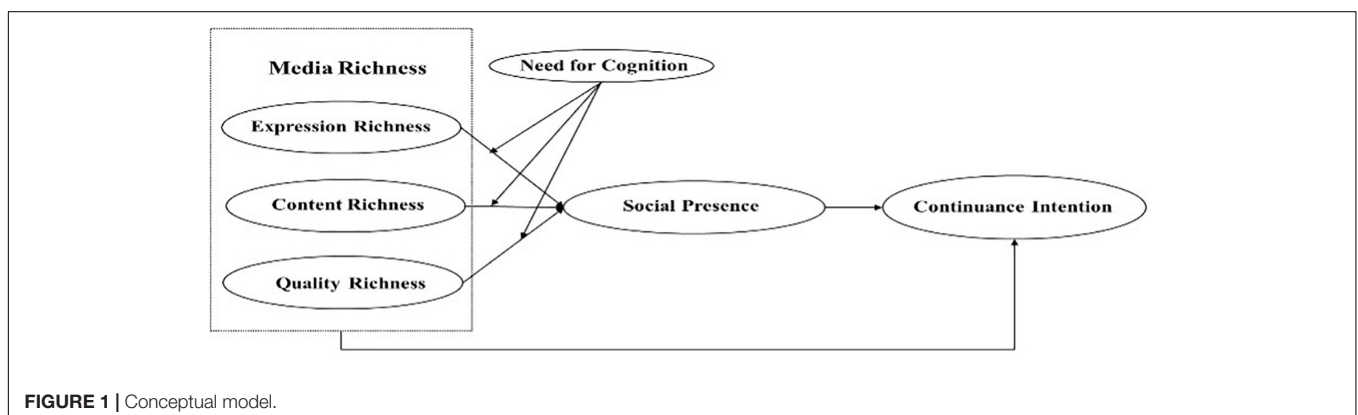 Media Richness
Need for Cognition
Expression Richness
Content Richness
Social Presence
Continuance Intention
Quality Richness
FIGURE 1 | Conceptual model.